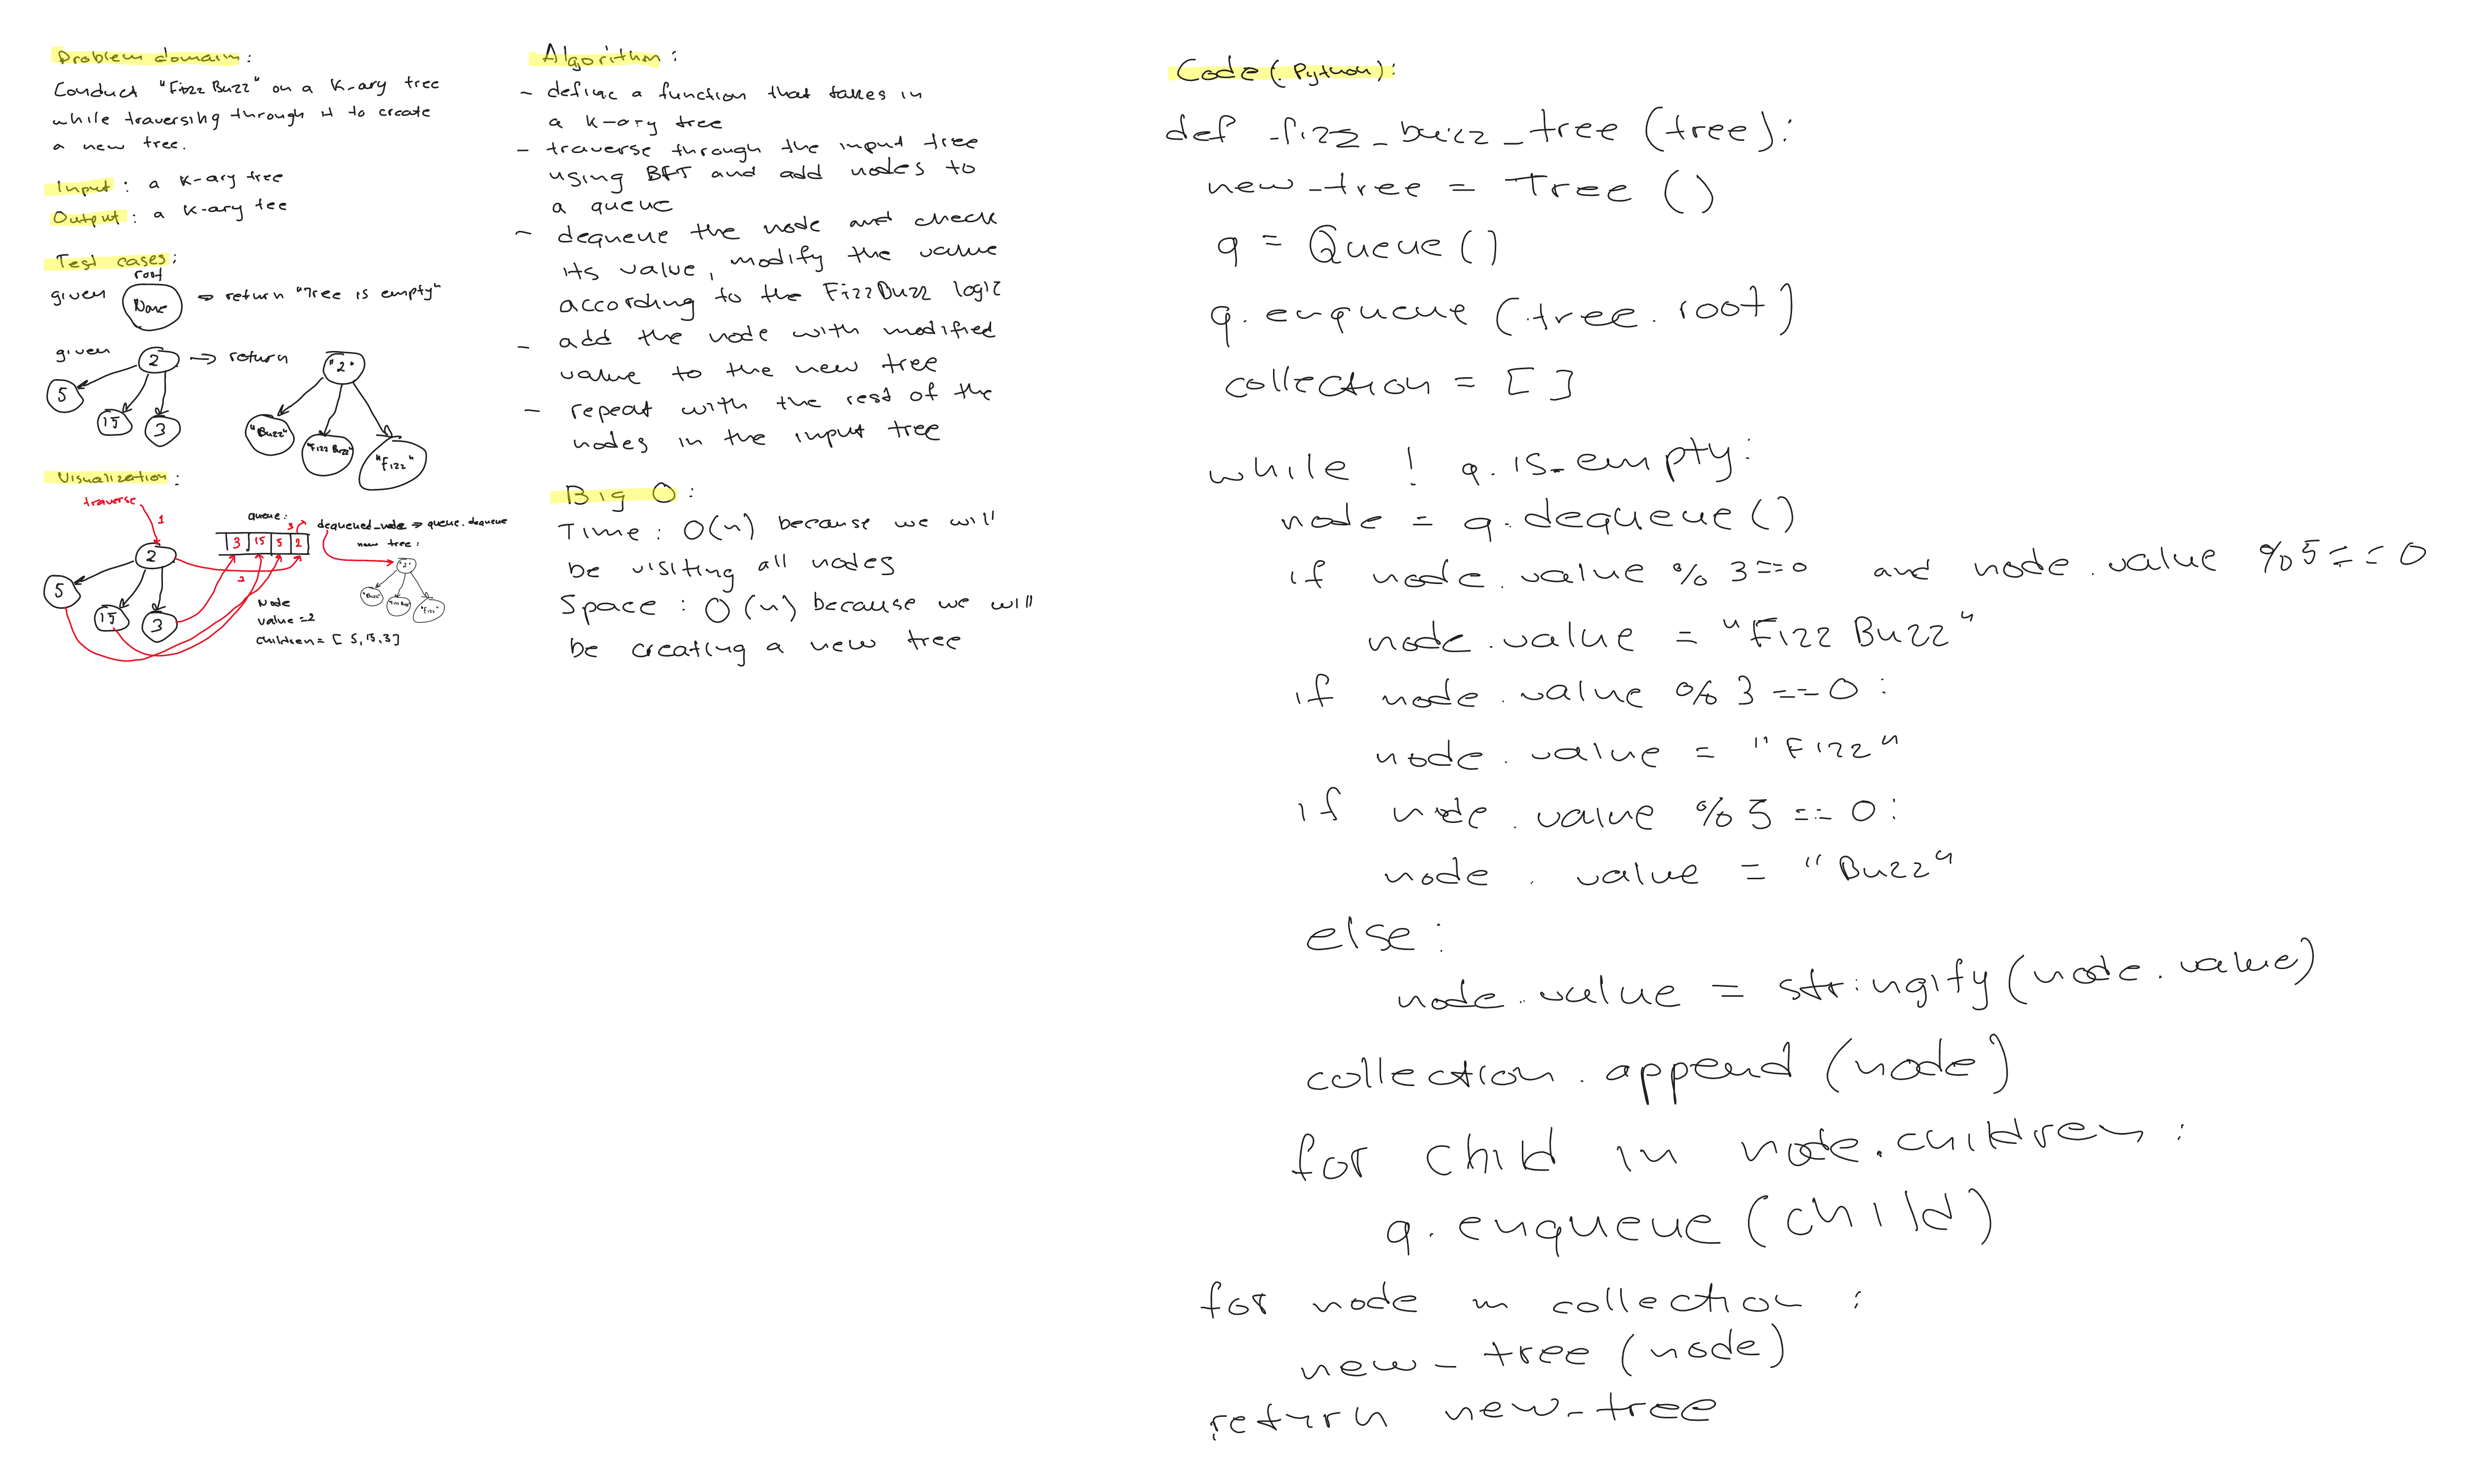 Problem domain:
Conduct "Fizz Buzz" on a K-ary tree
while traversing through it to create
a new tree.
Input: a K-ary tree
Output: a K-ary tee
Test cases:
root
given None → return "Tree is empty"
given 2 → return "2"
5 15 3 "Buzz" "Fizz Buzz" "Fizz"
Visualization:
traverse
1
queue:
3
dequeued_node → queue.dequeue
3 15 5 2
new tree:
2
2
"2"
5 15 3
"Buzz" "Fizz Buzz" "Fizz"
Node
value = 2
children = [5, 15, 3]
Algorithm:
- define a function that takes in
a K-ary tree
- traverse through the input tree
using BFT and add nodes to
a queue
- dequeue the node and check
its value, modify the value
according to the FizzBuzz logic
- add the node with modified
value to the new tree
- repeat with the rest of the
nodes in the input tree
Big O:
Time: O(n) because we will
be visiting all nodes
Space: O(n) because we will
be creating a new tree
Code (Python):
def fizz_buzz_tree (tree):
new_tree = Tree ()
q = Queue ()
q.enqueue (tree.root)
collection = [ ]
while ! q.is_empty:
node = q.dequeue ()
if node.value % 3 == 0 and node.value % 5 == 0
node.value = "Fizz Buzz"
if node.value % 3 == 0:
node.value = "Fizz"
if node.value % 5 == 0:
node.value = "Buzz"
else:
node.value = stringify (node.value)
collection.append (node)
for child in node.children:
q.enqueue (child)
for node in collection:
new_tree (node)
return new_tree